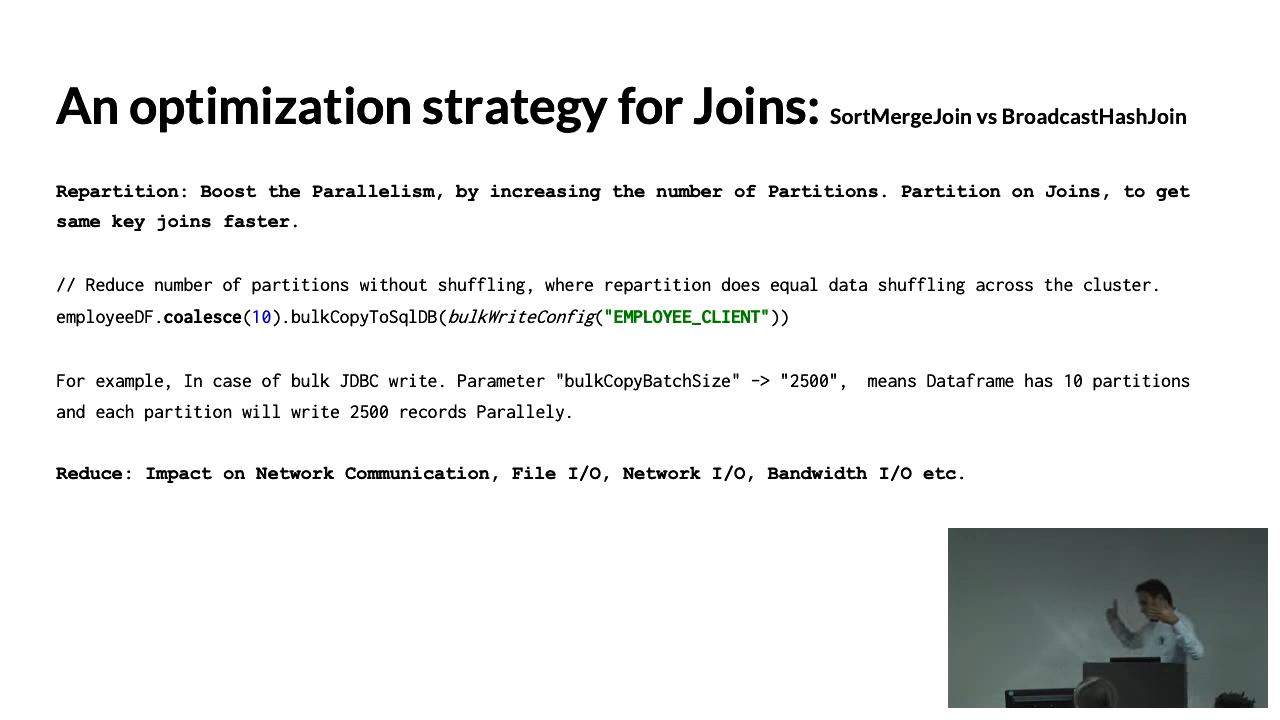 An optimization strategy for Joins: SortMergeJoin vs BroadcastHashJoin
Repartition: Boost the Parallelism, by increasing the number of Partitions. Partition on Joins, to get
same key joins faster.
// Reduce number of partitions without shuffling, where repartition does equal data shuffling across the cluster.
employeeDF.coalesce(10).bulkCopyToSqlDB(bulkWriteConfig("EMPLOYEE_CLIENT"))
For example, In case of bulk JDBC write. Parameter "bulkCopyBatchSize" -> "2500", means Dataframe has 10 partitions
and each partition will write 2500 records Parallely.
Reduce: Impact on Network Communication, File I/O, Network I/O, Bandwidth I/O etc.